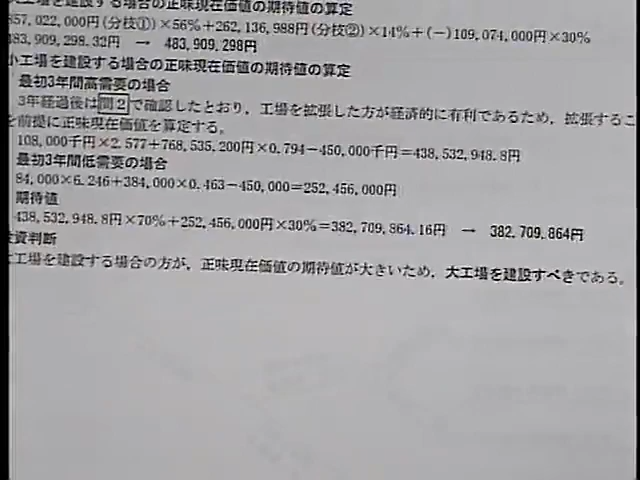 工場を建設する場合の正味現在価値の期待値の算定
857,022,000円(分枝①)×56%+262,136,988円(分枝②)×14%+(-)109,074,000円×30%
483,909,298.32円 → 483,909,298円
小工場を建設する場合の正味現在価値の期待値の算定
最初3年間高需要の場合
3年経過後は問2で確認したとおり,工場を拡張した方が経済的に有利であるため,拡張するこ
を前提に正味現在価値を算定する。
108,000千円×2.577+768,535,200円×0.794-450,000千円=438,532,948.8円
最初3年間低需要の場合
84,000×6.246+384,000×0.463-450,000=252,456,000円
期待値
438,532,948.8円×70%+252,456,000円×30%=382,709,864.16円 → 382,709,864円
資判断
工場を建設する場合の方が,正味現在価値の期待値が大きいため,大工場を建設すべきである。